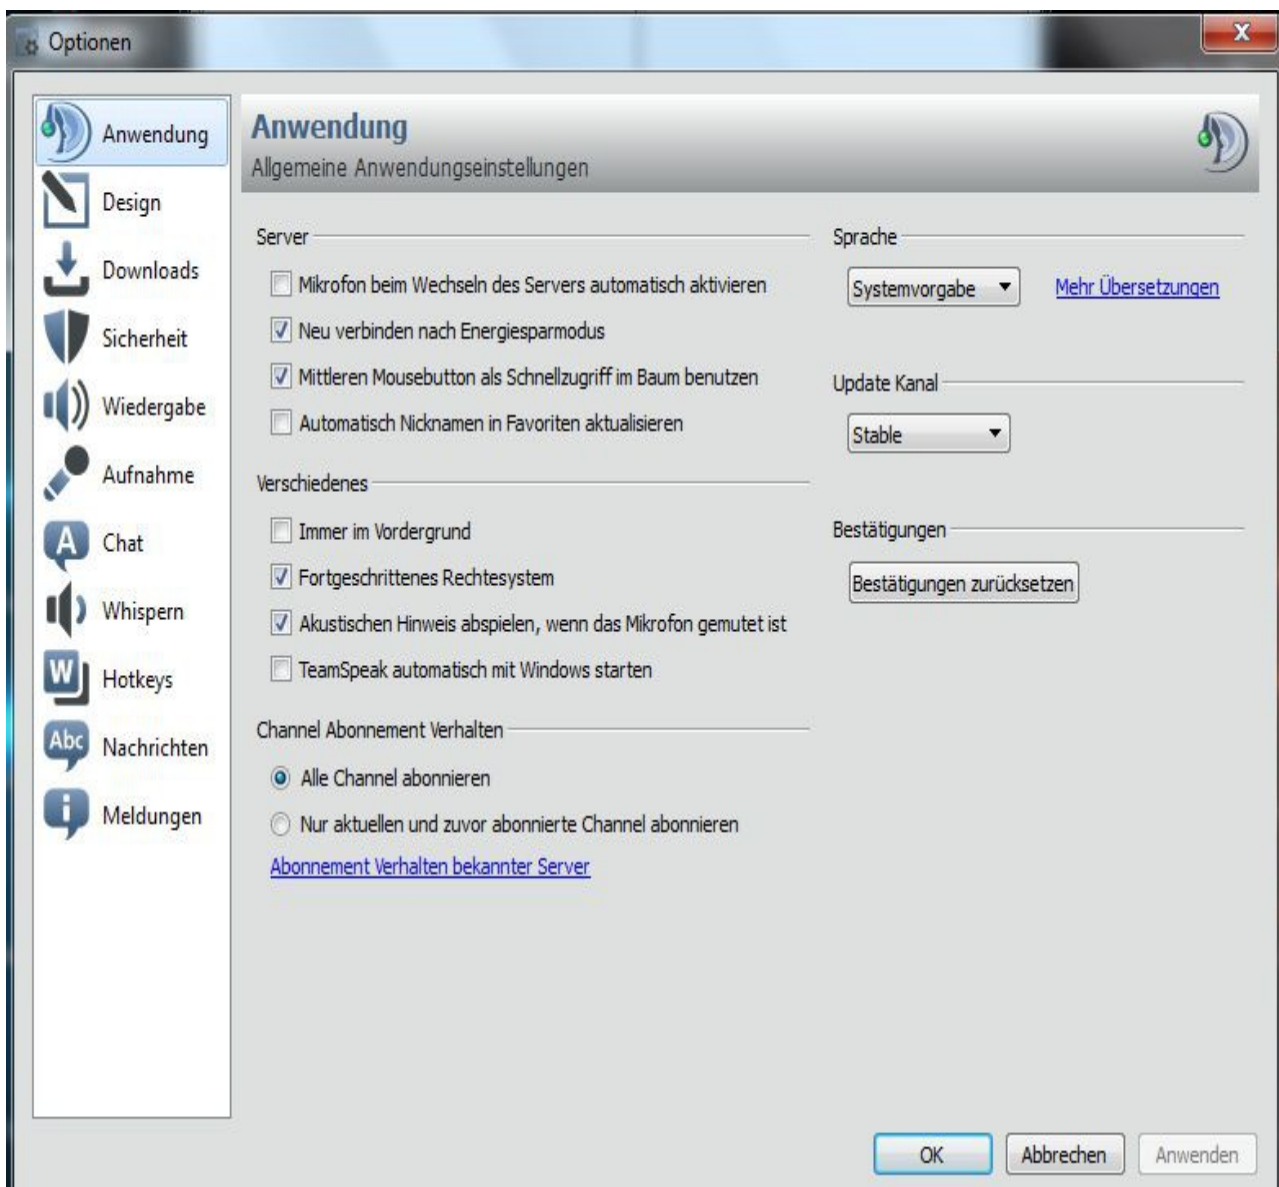 Optionen
X
Anwendung
Design
Downloads
Sicherheit
Wiedergabe
Aufnahme
A
Chat
Whispern
W
Hotkeys
Abc
Nachrichten
i
Meldungen
Anwendung
Allgemeine Anwendungseinstellungen
Server
Mikrofon beim Wechseln des Servers automatisch aktivieren
Neu verbinden nach Energiesparmodus
Mittleren Mousebutton als Schnellzugriff im Baum benutzen
Automatisch Nicknamen in Favoriten aktualisieren
Verschiedenes
Immer im Vordergrund
Fortgeschrittenes Rechtesystem
Akustischen Hinweis abspielen, wenn das Mikrofon gemutet ist
TeamSpeak automatisch mit Windows starten
Channel Abonnement Verhalten
Alle Channel abonnieren
Nur aktuellen und zuvor abonnierte Channel abonnieren
Abonnement Verhalten bekannter Server
Sprache
Systemvorgabe
Mehr Übersetzungen
Update Kanal
Stable
Bestätigungen
Bestätigungen zurücksetzen
OK
Abbrechen
Anwenden